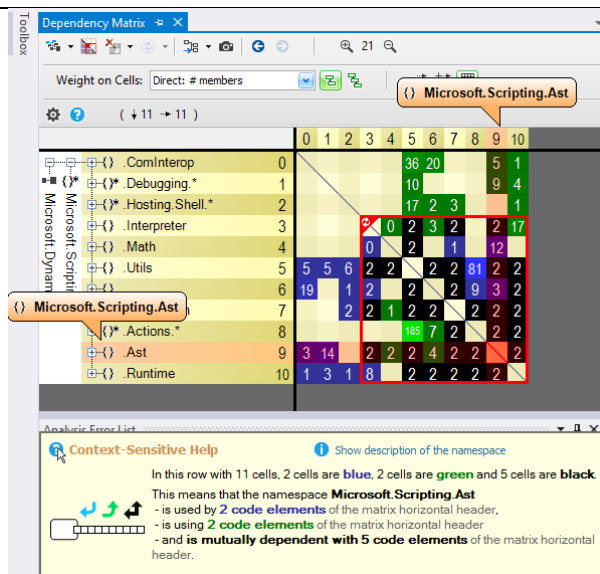 Toolbox
Dependency Matrix
21
Weight on Cells: Direct: # members
{} Microsoft.Scripting.Ast
( ↓11 → 11 )
0 1 2 3 4 5 6 7 8 9 10
Microsoft.Dynam
Microsoft.Scriptin
{} .ComInterop 0 36 20 5 1
{}* .Debugging.* 1 10 9 4
{}* .Hosting.Shell.* 2 17 2 3 1
{} .Interpreter 3 0 2 3 2 2 17
{} .Math 4 0 2 1 12
{} .Utils 5 5 5 6 2 2 2 2 81 2 2
{} 6 19 1 2 2 2 9 3 2
7 2 2 1 2 2 2 2 2
{} Microsoft.Scripting.Ast
{}* .Actions.* 8 185 7 2 2 2
{} .Ast 9 3 14 2 2 2 4 2 2 2
{} .Runtime 10 1 3 1 8 2 2 2 2 2
Analysis Error List
Context-Sensitive Help
Show description of the namespace
In this row with 11 cells, 2 cells are blue, 2 cells are green and 5 cells are black.
This means that the namespace Microsoft.Scripting.Ast
- is used by 2 code elements of the matrix horizontal header,
- is using 2 code elements of the matrix horizontal header
- and is mutually dependent with 5 code elements of the matrix horizontal
header.